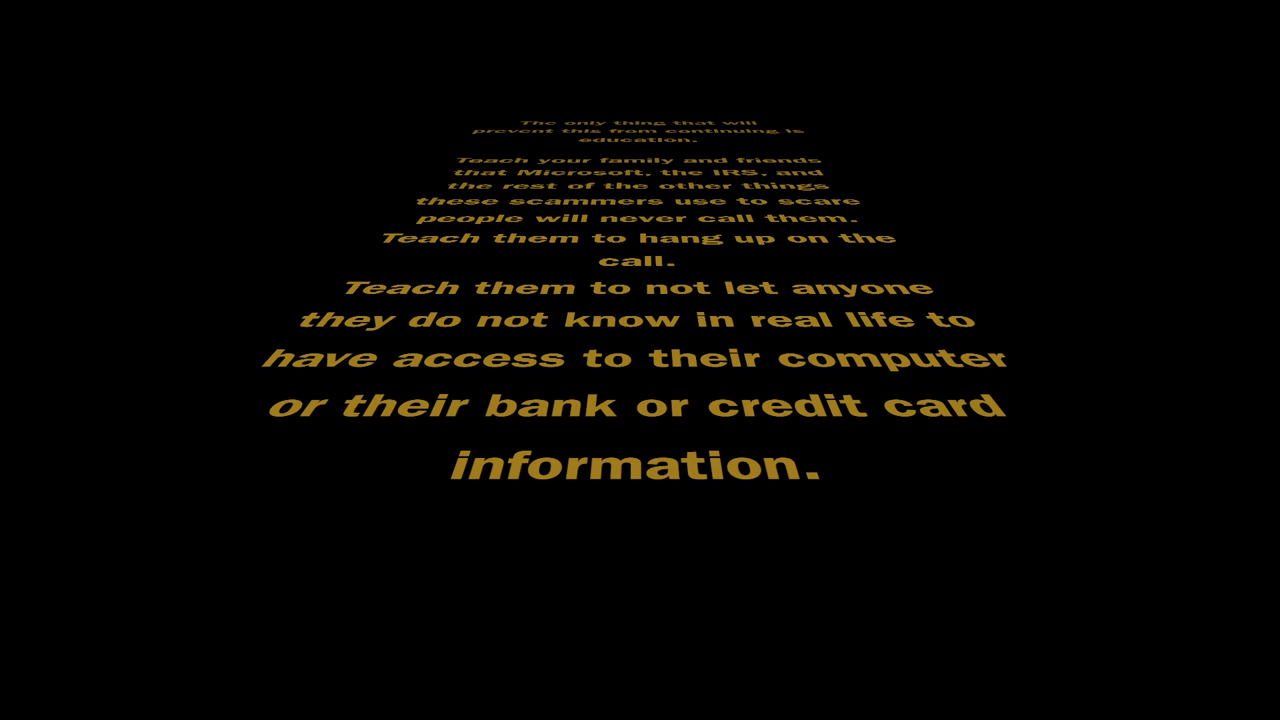 The only thing that will
prevent this from continuing is
education.
Teach your family and friends
that Microsoft, the IRS, and
the rest of the other things
these scammers use to scare
people will never call them.
Teach them to hang up on the
call.
Teach them to not let anyone
they do not know in real life to
have access to their computer
or their bank or credit card
information.